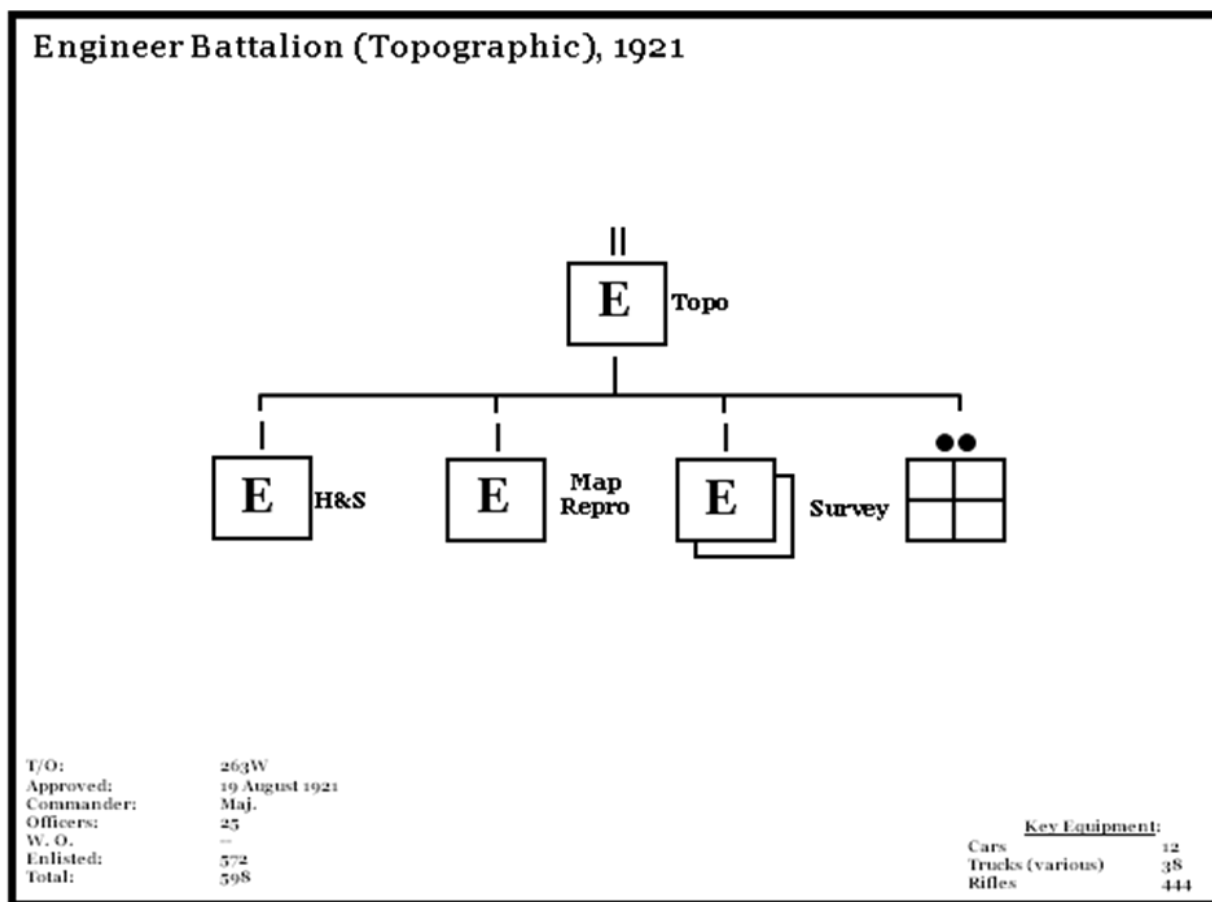 Engineer Battalion (Topographic), 1921
||
E Topo
E H&S
E Map
Repro
E Survey
T/O: 263W
Approved: 19 August 1921
Commander: Maj.
Officers: 25
W. O. --
Enlisted: 572
Total: 598
Key Equipment:
Cars 12
Trucks (various) 38
Rifles 444